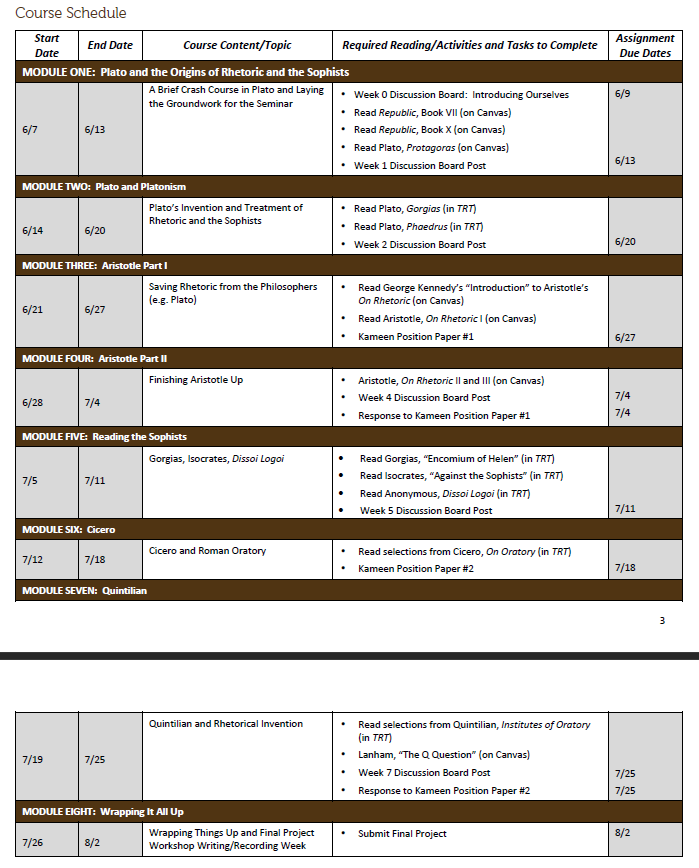 Course Schedule
Start Date End Date Course Content/Topic Required Reading/Activities and Tasks to Complete Assignment Due Dates
MODULE ONE: Plato and the Origins of Rhetoric and the Sophists
6/7 6/13
A Brief Crash Course in Plato and Laying
the Groundwork for the Seminar
• Week 0 Discussion Board: Introducing Ourselves 6/9
• Read Republic, Book VII (on Canvas)
• Read Republic, Book X (on Canvas)
• Read Plato, Protagoras (on Canvas)
• Week 1 Discussion Board Post 6/13
MODULE TWO: Plato and Platonism
6/14 6/20
Plato’s Invention and Treatment of
Rhetoric and the Sophists
• Read Plato, Gorgias (in TRT)
• Read Plato, Phaedrus (in TRT)
• Week 2 Discussion Board Post 6/20
MODULE THREE: Aristotle Part I
6/21 6/27
Saving Rhetoric from the Philosophers
(e.g. Plato)
• Read George Kennedy’s “Introduction” to Aristotle’s
On Rhetoric (on Canvas)
• Read Aristotle, On Rhetoric I (on Canvas)
• Kameen Position Paper #1 6/27
MODULE FOUR: Aristotle Part II
6/28 7/4
Finishing Aristotle Up
• Aristotle, On Rhetoric II and III (on Canvas)
• Week 4 Discussion Board Post 7/4
• Response to Kameen Position Paper #1 7/4
MODULE FIVE: Reading the Sophists
7/5 7/11
Gorgias, Isocrates, Dissoi Logoi
• Read Gorgias, “Encomium of Helen” (in TRT)
• Read Isocrates, “Against the Sophists” (in TRT)
• Read Anonymous, Dissoi Logoi (in TRT)
• Week 5 Discussion Board Post 7/11
MODULE SIX: Cicero
7/12 7/18
Cicero and Roman Oratory
• Read selections from Cicero, On Oratory (in TRT)
• Kameen Position Paper #2 7/18
MODULE SEVEN: Quintilian
3
7/19 7/25
Quintilian and Rhetorical Invention
• Read selections from Quintilian, Institutes of Oratory
(in TRT)
• Lanham, “The Q Question” (on Canvas)
• Week 7 Discussion Board Post 7/25
• Response to Kameen Position Paper #2 7/25
MODULE EIGHT: Wrapping It All Up
7/26 8/2
Wrapping Things Up and Final Project
Workshop Writing/Recording Week
• Submit Final Project 8/2